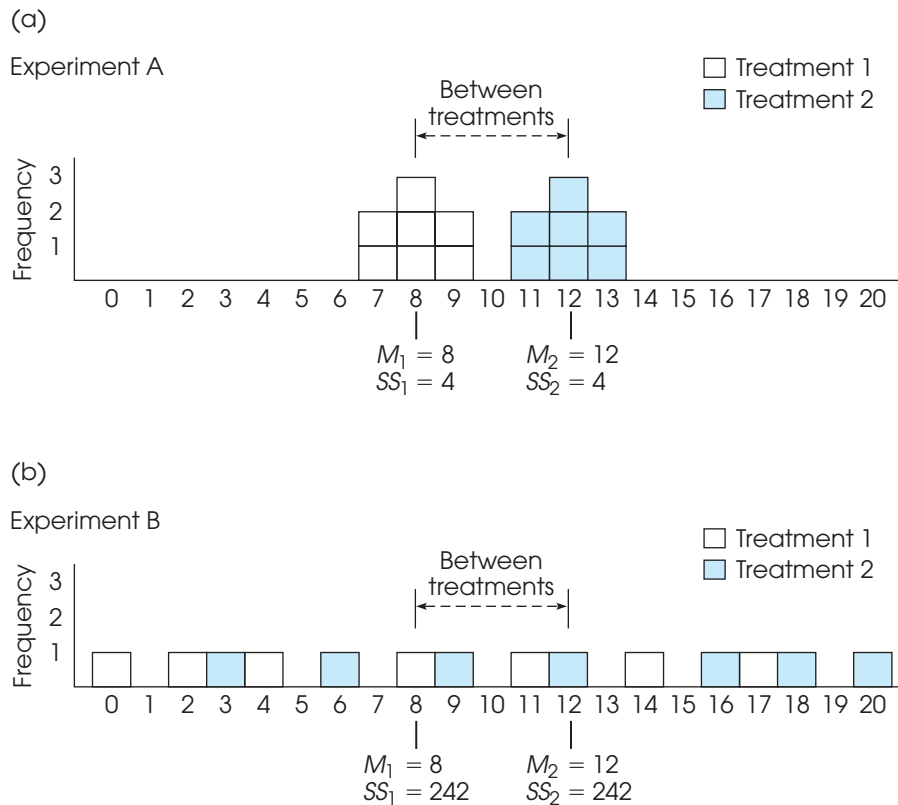 (a)
Experiment A
Treatment 1
Treatment 2
Between
treatments
Frequency
3
2
1
0 1 2 3 4 5 6 7 8 9 10 11 12 13 14 15 16 17 18 19 20
M1 = 8 M2 = 12
SS1 = 4 SS2 = 4
(b)
Experiment B
Treatment 1
Treatment 2
Between
treatments
Frequency
3
2
1
0 1 2 3 4 5 6 7 8 9 10 11 12 13 14 15 16 17 18 19 20
M1 = 8 M2 = 12
SS1 = 242 SS2 = 242